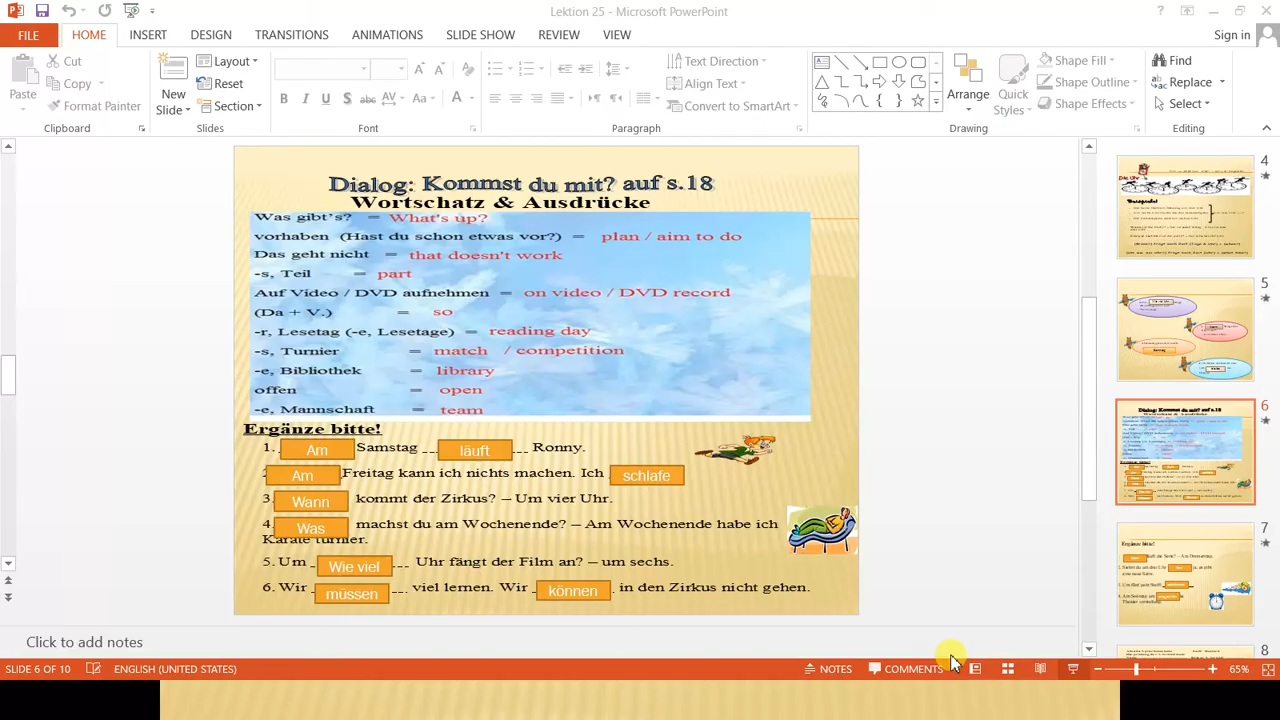 Lektion 25 - Microsoft PowerPoint
FILE HOME INSERT DESIGN TRANSITIONS ANIMATIONS SLIDE SHOW REVIEW VIEW Sign in
Cut Layout Text Direction Shape Fill Find
Copy Reset Align Text Shape Outline Replace
Paste New Slide Arrange Quick Styles
Format Painter Section Convert to SmartArt Shape Effects Select
Clipboard Slides Font Paragraph Drawing Editing
Dialog: Kommst du mit? auf s.18
Wortschatz & Ausdrücke
Was gibt's? = What's up?
vorhaben (Hast du schon etwas vor?) = plan / aim to do
Das geht nicht = that doesn't work
-s, Teil = part
Auf Video / DVD aufnehmen = on video / DVD record
(Da + V.) = so
-r, Lesetag (-e, Lesetage) = reading day
-s, Turnier = match / competition
-e, Bibliothek = library
offen = open
-e, Mannschaft = team
Ergänze bitte!
1. Am Samstag läuft Ronny.
Am Freitag kann ich nichts machen. Ich schlafe
3. Wann kommt der Zirkus? – Um vier Uhr.
4. Was machst du am Wochenende? – Am Wochenende habe ich
Karate turnier.
5. Um Wie viel Uhr fängt der Film an? – um sechs.
6. Wir müssen viel lernen. Wir können in den Zirkus nicht gehen.
4
5
6
7
8
Click to add notes
SLIDE 6 OF 10 ENGLISH (UNITED STATES) NOTES COMMENTS 65%